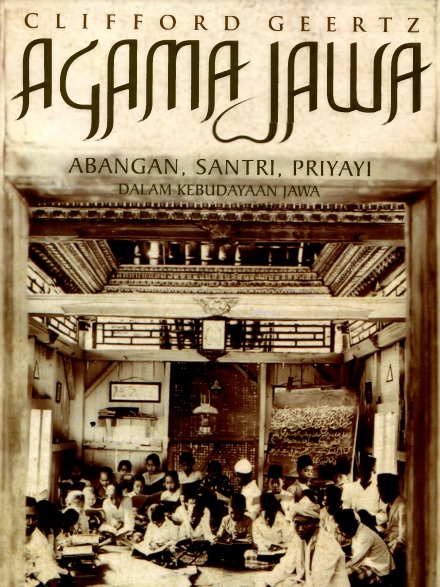 CLIFFORD GEERTZ
AGAMA JAWA
ABANGAN, SANTRI, PRIYAYI
DALAM KEBUDAYAAN JAWA